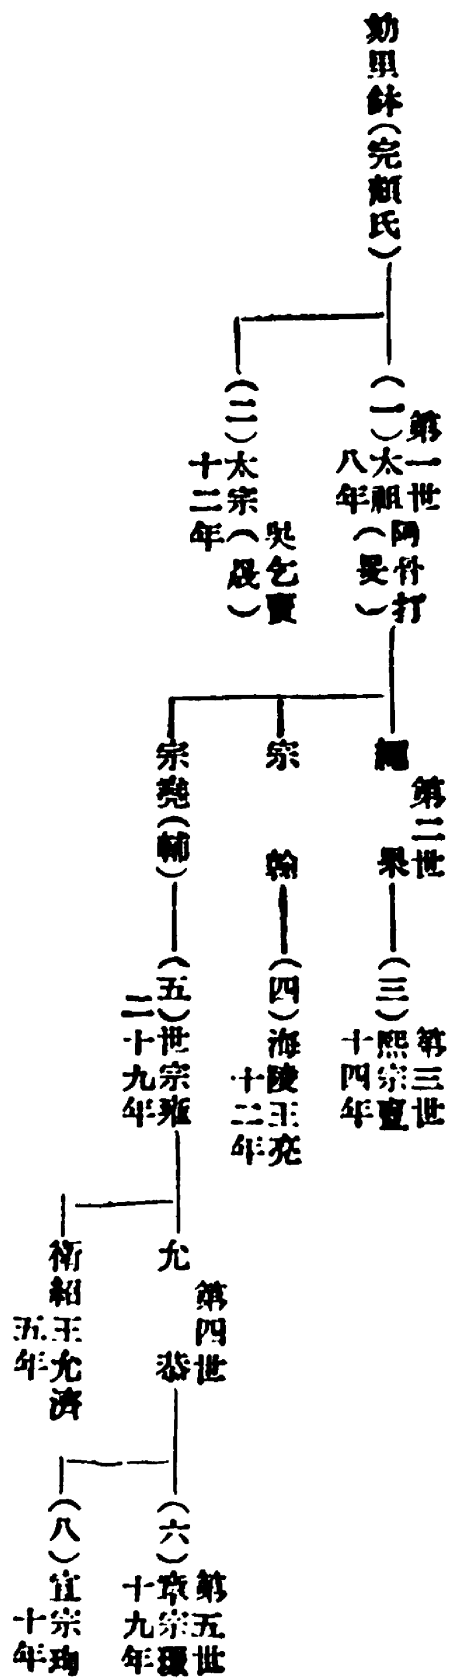 劾里鉢(完顏氏)
第一世
(一)太祖阿骨打(旻)
八年
(二)太宗吳乞買(晟)
十二年
第二世
繩果
宗翰
宗堯(輔)
第三世
(三)熙宗亶
十四年
(四)海陵王亮
十二年
(五)世宗雍
二十九年
第四世
允恭
衛紹王允濟
五年
第五世
(六)章宗璟
十九年
(八)宣宗珣
十年